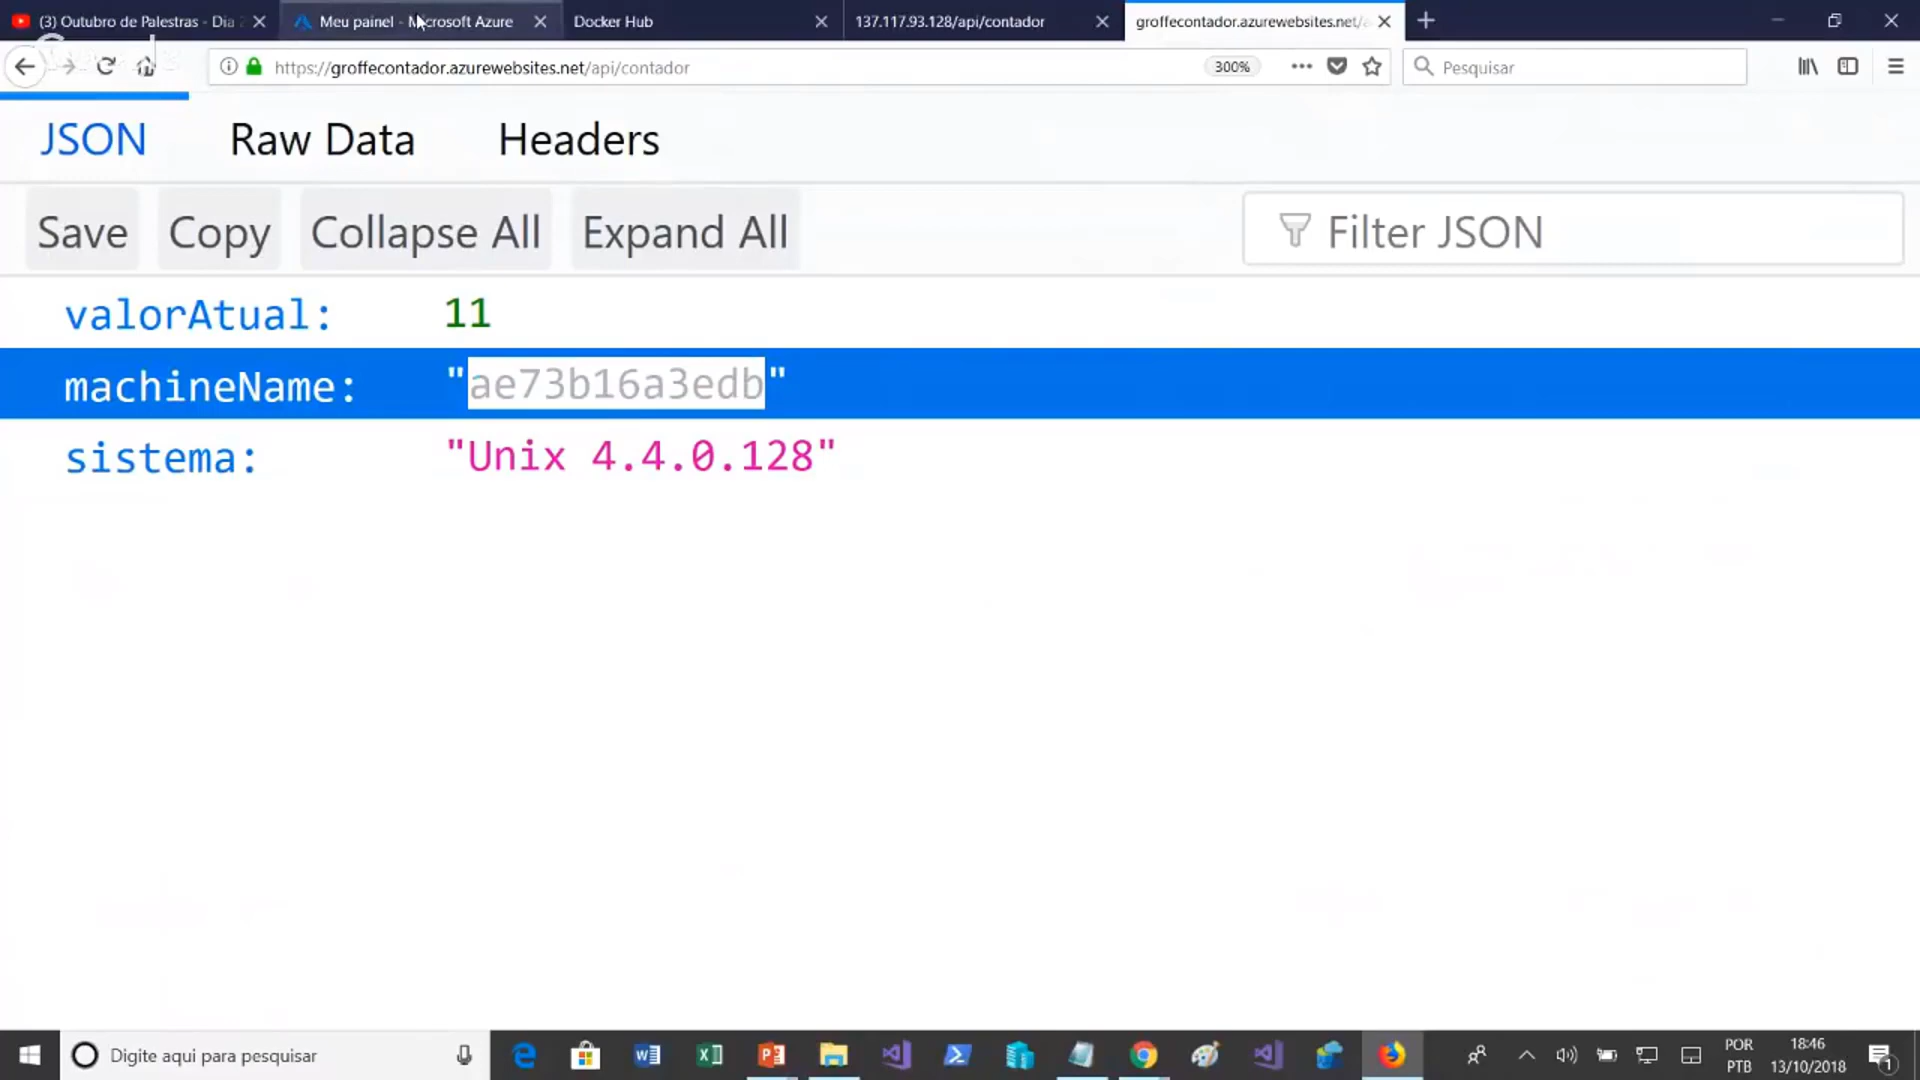 (3) Outubro de Palestras - Dia 2
Meu painel - Microsoft Azure
Docker Hub
137.117.93.128/api/contador
groffecontador.azurewebsites.net/a
https://groffecontador.azurewebsites.net/api/contador
300%
Pesquisar
JSON
Raw Data
Headers
Save
Copy
Collapse All
Expand All
Filter JSON
valorAtual: 11
machineName: "ae73b16a3edb"
sistema: "Unix 4.4.0.128"
Digite aqui para pesquisar
POR
PTB
18:46
13/10/2018
1